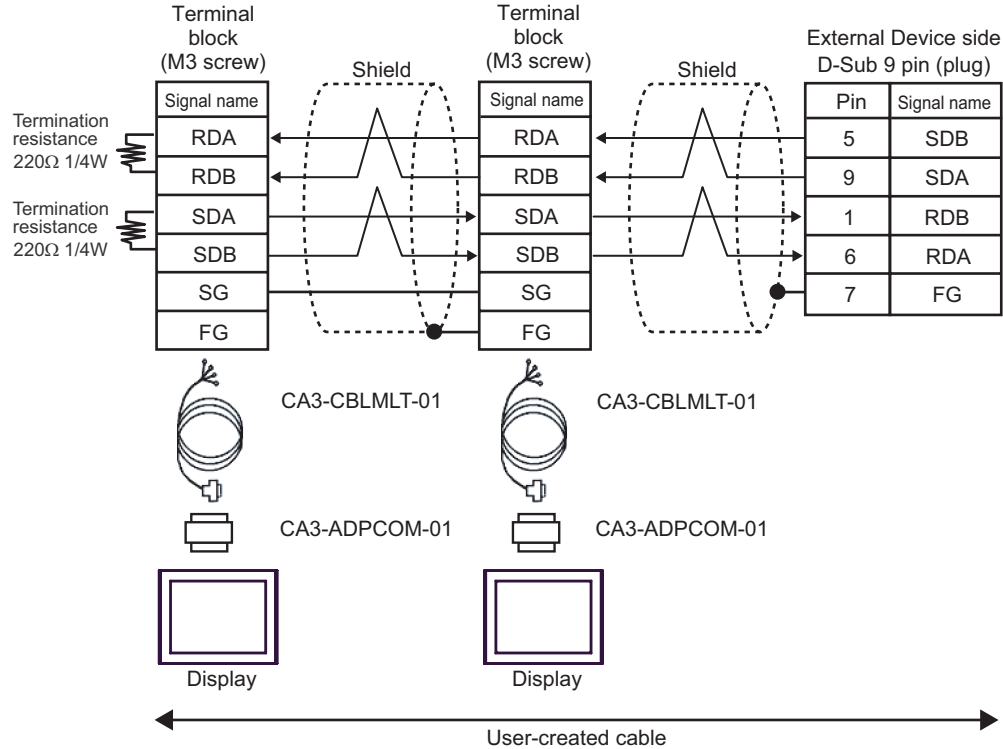 Terminal
block
(M3 screw)
Terminal
block
(M3 screw)
External Device side
D-Sub 9 pin (plug)
Shield
Shield
Signal name
Signal name
Pin
Signal name
Termination
resistance
220Ω 1/4W
RDA
RDA
5
SDB
RDB
RDB
9
SDA
Termination
resistance
220Ω 1/4W
SDA
SDA
1
RDB
SDB
SDB
6
RDA
SG
SG
7
FG
FG
FG
CA3-CBLMLT-01
CA3-CBLMLT-01
CA3-ADPCOM-01
CA3-ADPCOM-01
Display
Display
User-created cable